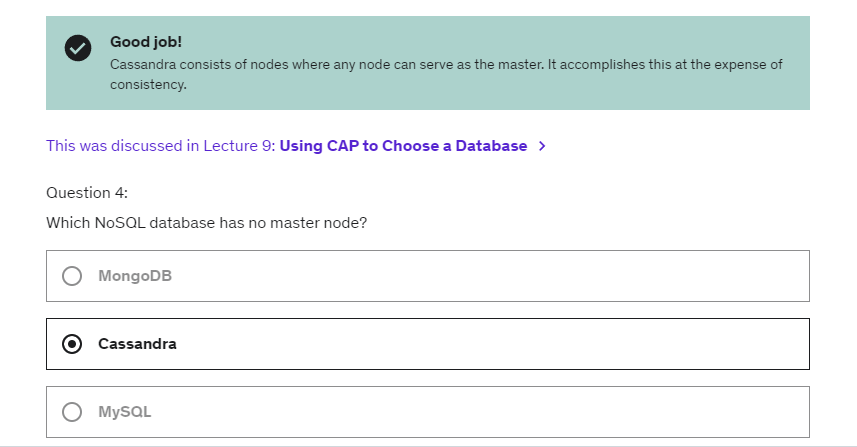 Good job!
Cassandra consists of nodes where any node can serve as the master. It accomplishes this at the expense of
consistency.
This was discussed in Lecture 9: Using CAP to Choose a Database >
Question 4:
Which NoSQL database has no master node?
MongoDB
Cassandra
MySQL